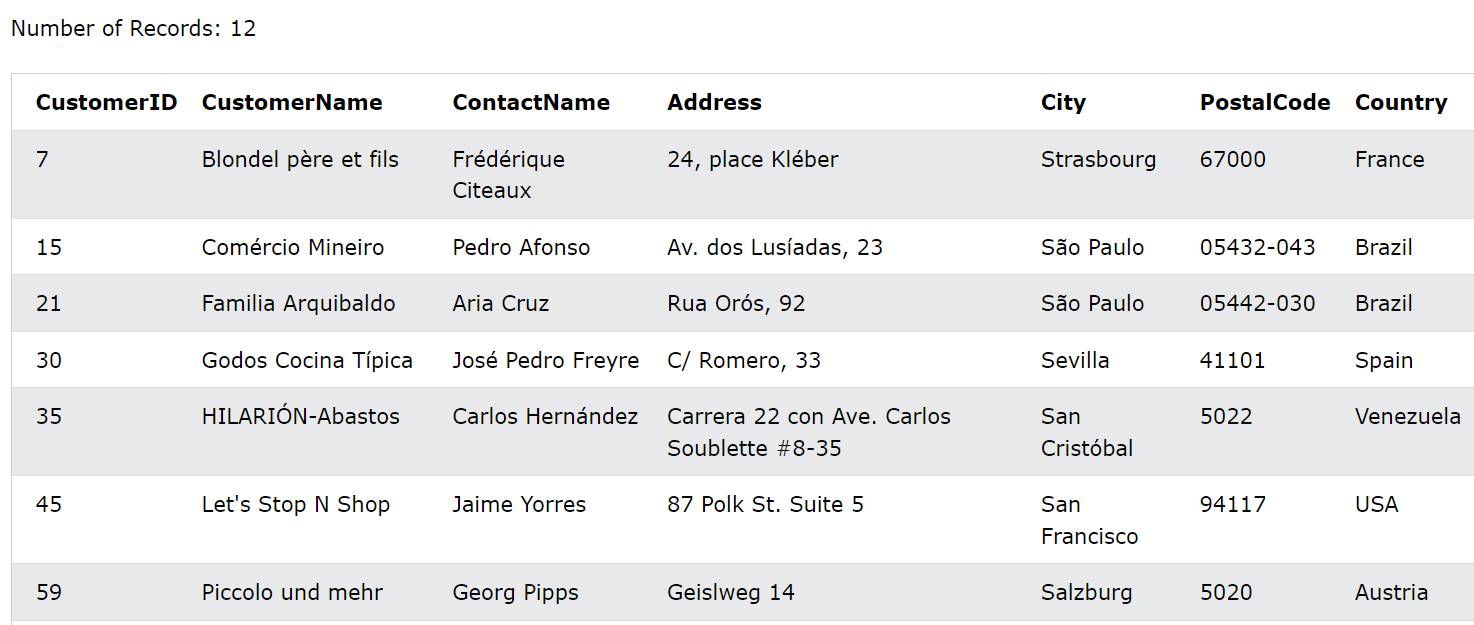 Number of Records: 12
CustomerID CustomerName ContactName Address City PostalCode Country
7 Blondel père et fils Frédérique Citeaux 24, place Kléber Strasbourg 67000 France
15 Comércio Mineiro Pedro Afonso Av. dos Lusíadas, 23 São Paulo 05432-043 Brazil
21 Familia Arquibaldo Aria Cruz Rua Orós, 92 São Paulo 05442-030 Brazil
30 Godos Cocina Típica José Pedro Freyre C/ Romero, 33 Sevilla 41101 Spain
35 HILARIÓN-Abastos Carlos Hernández Carrera 22 con Ave. Carlos Soublette #8-35 San Cristóbal 5022 Venezuela
45 Let's Stop N Shop Jaime Yorres 87 Polk St. Suite 5 San Francisco 94117 USA
59 Piccolo und mehr Georg Pipps Geislweg 14 Salzburg 5020 Austria